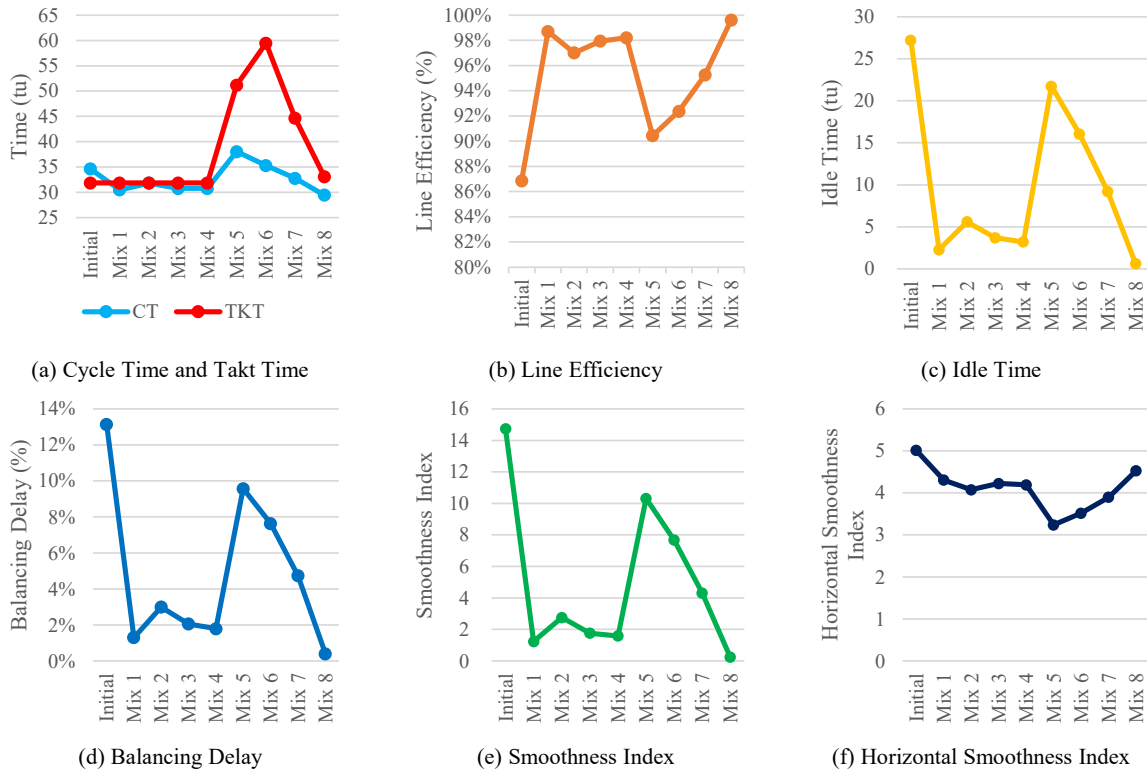 Time (tu)
65
60
55
50
45
40
35
30
25
Initial
Mix 1
Mix 2
Mix 3
Mix 4
Mix 5
Mix 6
Mix 7
Mix 8
CT
TKT
(a) Cycle Time and Takt Time
Line Efficiency (%)
100%
98%
96%
94%
92%
90%
88%
86%
84%
82%
80%
Initial
Mix 1
Mix 2
Mix 3
Mix 4
Mix 5
Mix 6
Mix 7
Mix 8
(b) Line Efficiency
Idle Time (tu)
30
25
20
15
10
5
0
Initial
Mix 1
Mix 2
Mix 3
Mix 4
Mix 5
Mix 6
Mix 7
Mix 8
(c) Idle Time
Balancing Delay (%)
14%
12%
10%
8%
6%
4%
2%
0%
Initial
Mix 1
Mix 2
Mix 3
Mix 4
Mix 5
Mix 6
Mix 7
Mix 8
(d) Balancing Delay
Smoothness Index
16
14
12
10
8
6
4
2
0
Initial
Mix 1
Mix 2
Mix 3
Mix 4
Mix 5
Mix 6
Mix 7
Mix 8
(e) Smoothness Index
Horizontal Smoothness
Index
6
5
4
3
2
1
0
Initial
Mix 1
Mix 2
Mix 3
Mix 4
Mix 5
Mix 6
Mix 7
Mix 8
(f) Horizontal Smoothness Index